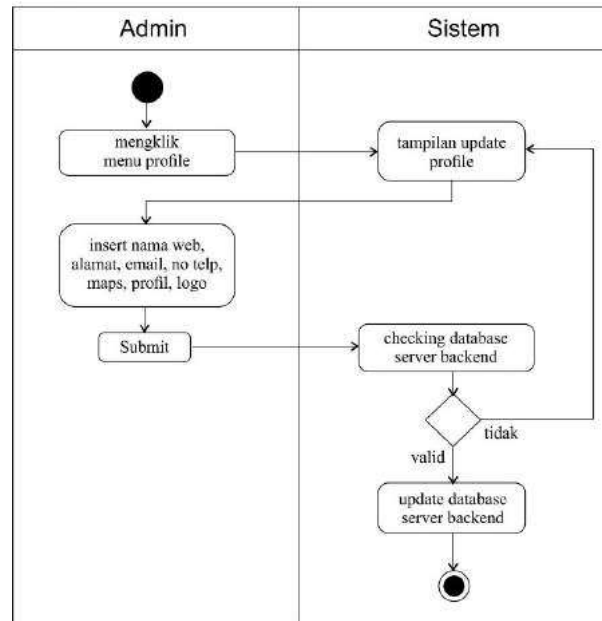 Admin
Sistem
mengklik
menu profile
tampilan update
profile
insert nama web,
alamat, email, no telp,
maps, profil, logo
Submit
checking database
server backend
tidak
valid
update database
server backend